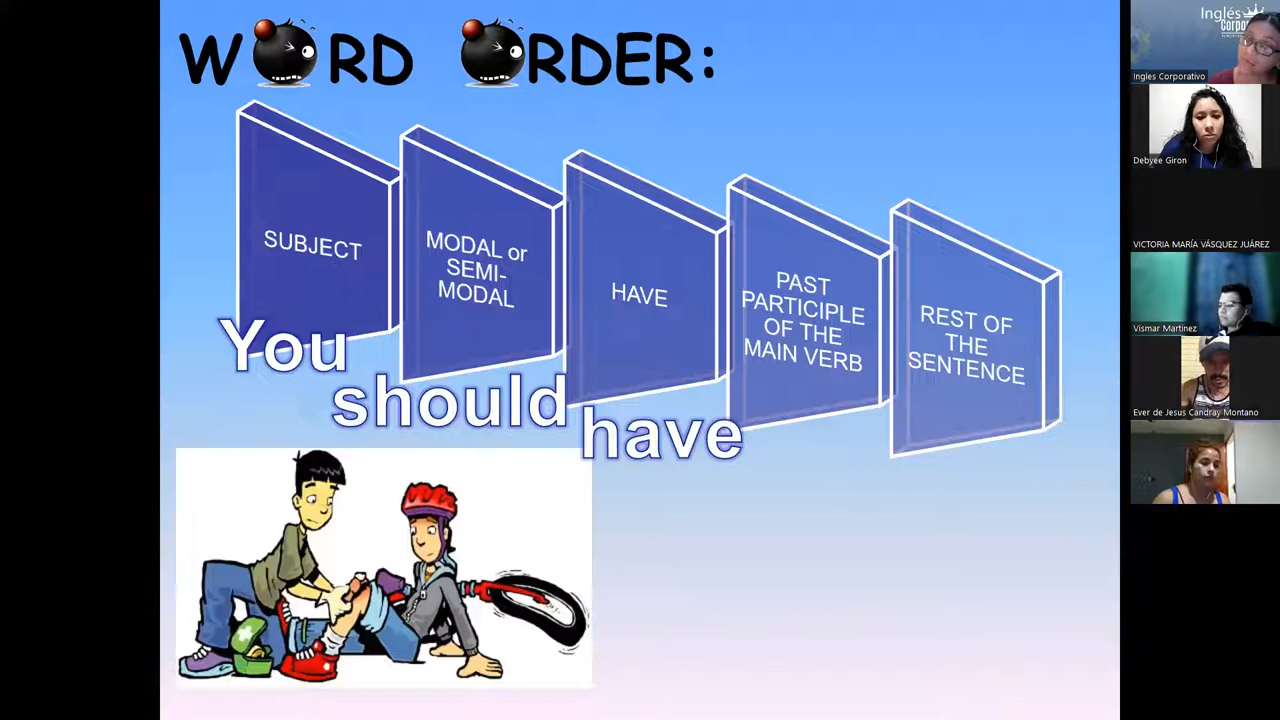 WORD ORDER:
SUBJECT
MODAL or
SEMI-
MODAL
HAVE
PAST
PARTICIPLE
OF THE
MAIN VERB
REST OF
THE
SENTENCE
You
should
have
Inglés
Ingles Corporativo
Debyee Giron
VICTORIA MARÍA VÁSQUEZ JUÁREZ
Vismar Martinez
Ever de Jesus Candray Montano